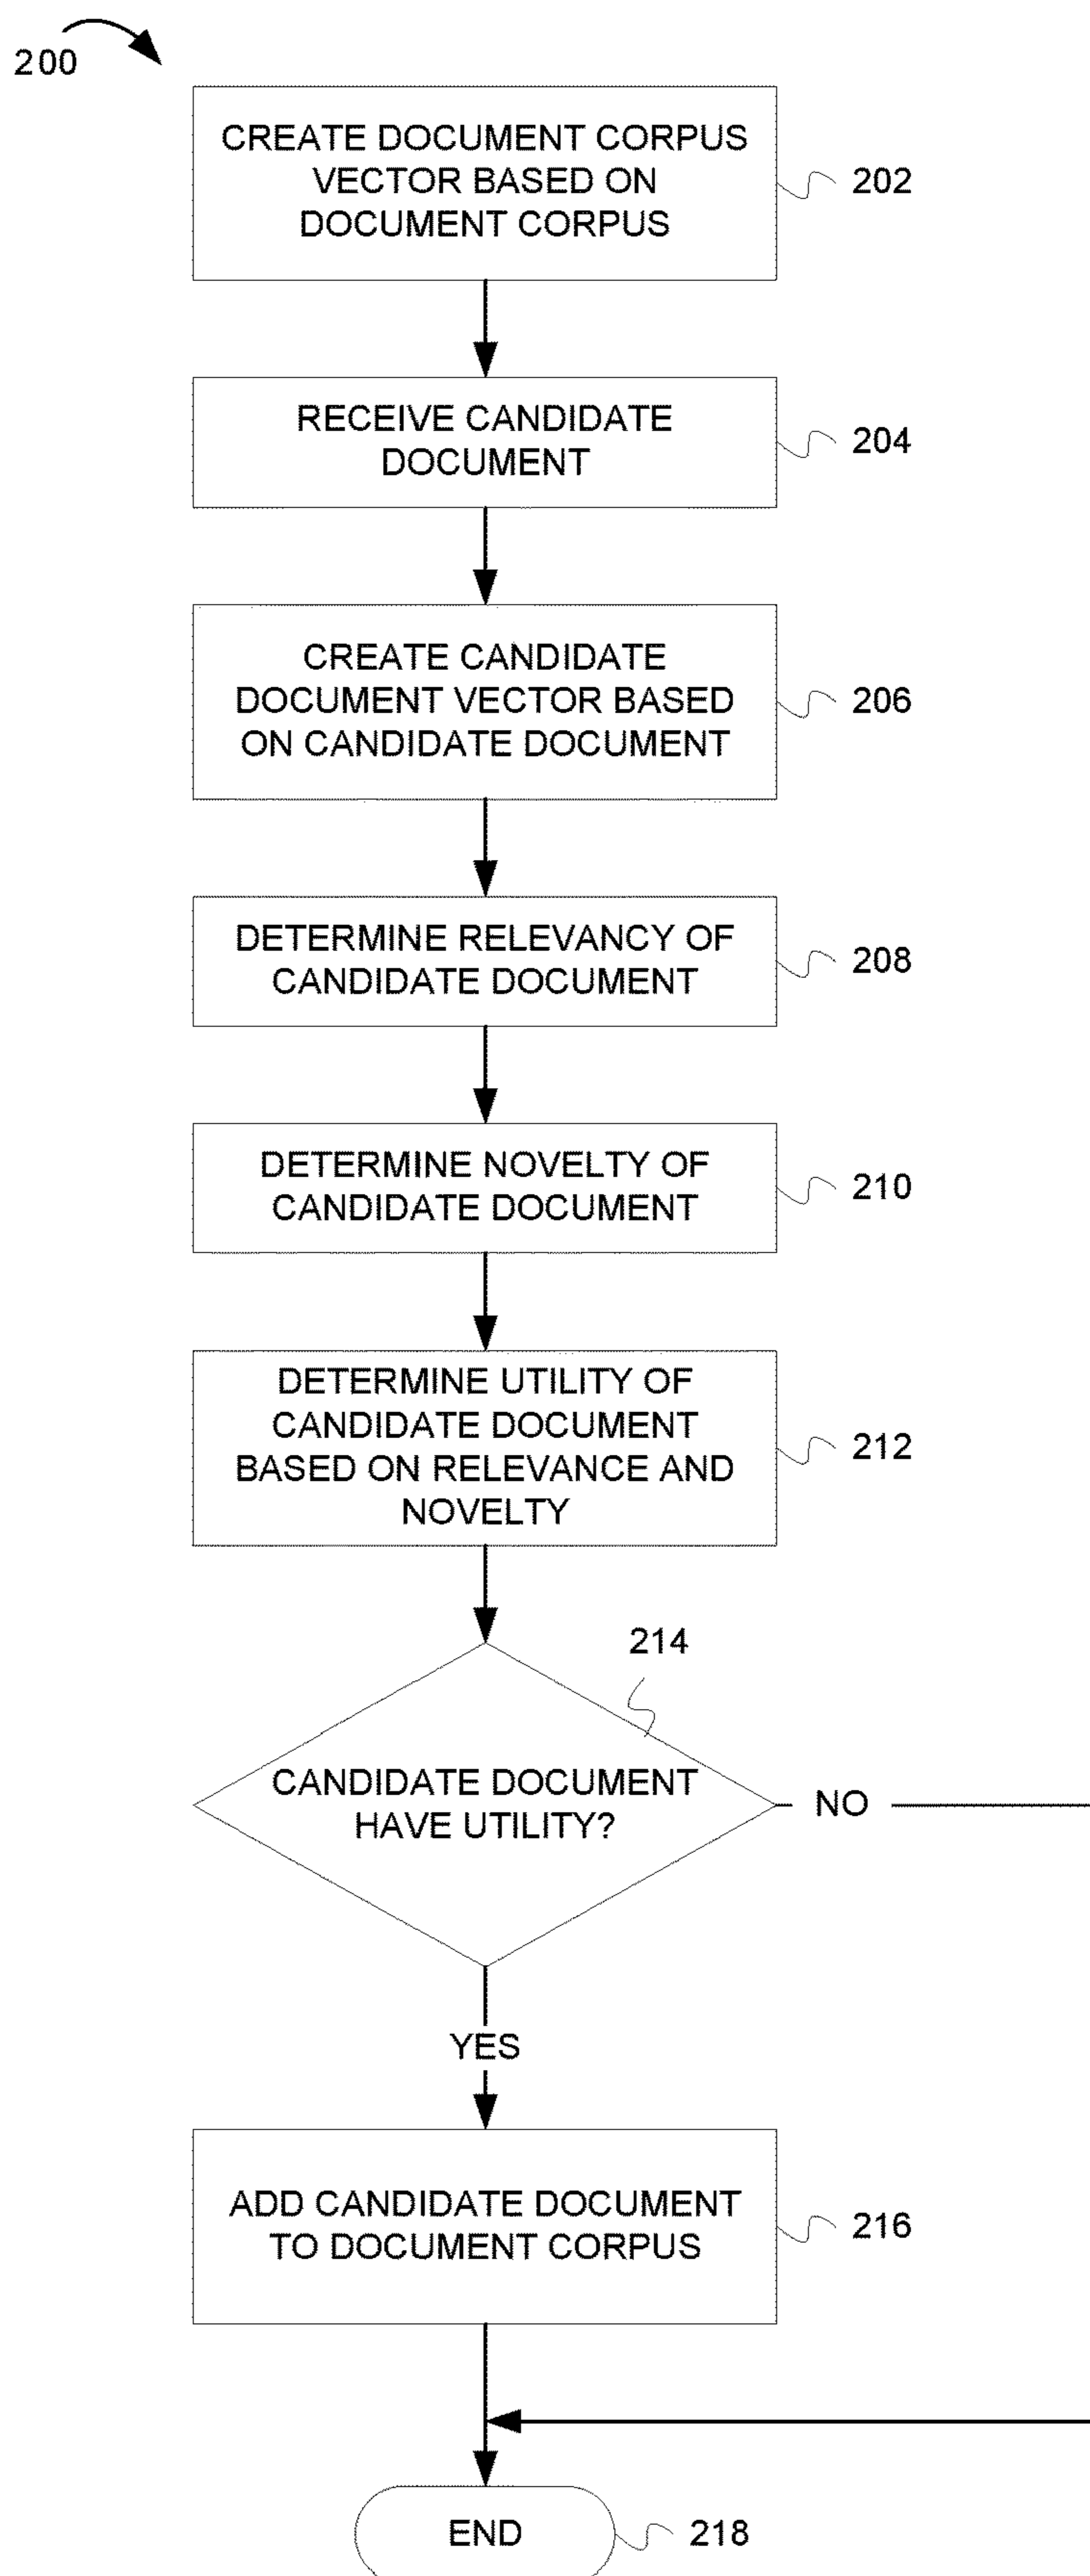 200
CREATE DOCUMENT CORPUS
VECTOR BASED ON
DOCUMENT CORPUS
202
RECEIVE CANDIDATE
DOCUMENT
204
CREATE CANDIDATE
DOCUMENT VECTOR BASED
ON CANDIDATE DOCUMENT
206
DETERMINE RELEVANCY OF
CANDIDATE DOCUMENT
208
DETERMINE NOVELTY OF
CANDIDATE DOCUMENT
210
DETERMINE UTILITY OF
CANDIDATE DOCUMENT
BASED ON RELEVANCE AND
NOVELTY
212
214
CANDIDATE DOCUMENT
HAVE UTILITY?
NO
YES
ADD CANDIDATE DOCUMENT
TO DOCUMENT CORPUS
216
END
218